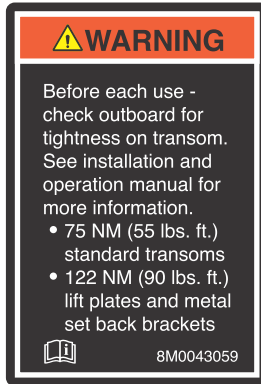 WARNING
Before each use -
check outboard for
tightness on transom.
See installation and
operation manual for
more information.
• 75 NM (55 lbs. ft.)
standard transoms
• 122 NM (90 lbs. ft.)
lift plates and metal
set back brackets
8M0043059